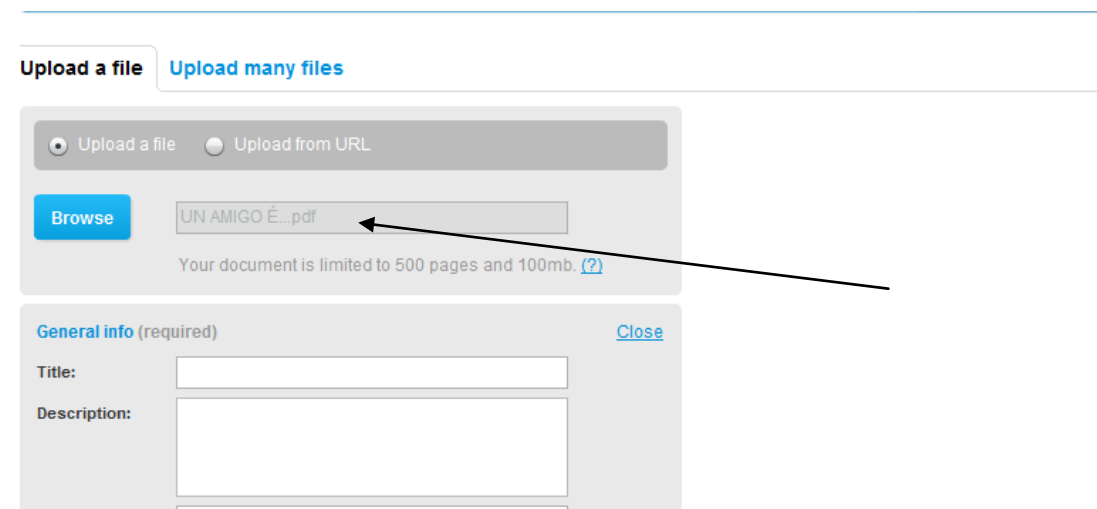 Upload a file Upload many files
Upload a file Upload from URL
Browse UN AMIGO É...pdf
Your document is limited to 500 pages and 100mb. (?)
General info (required) Close
Title:
Description: